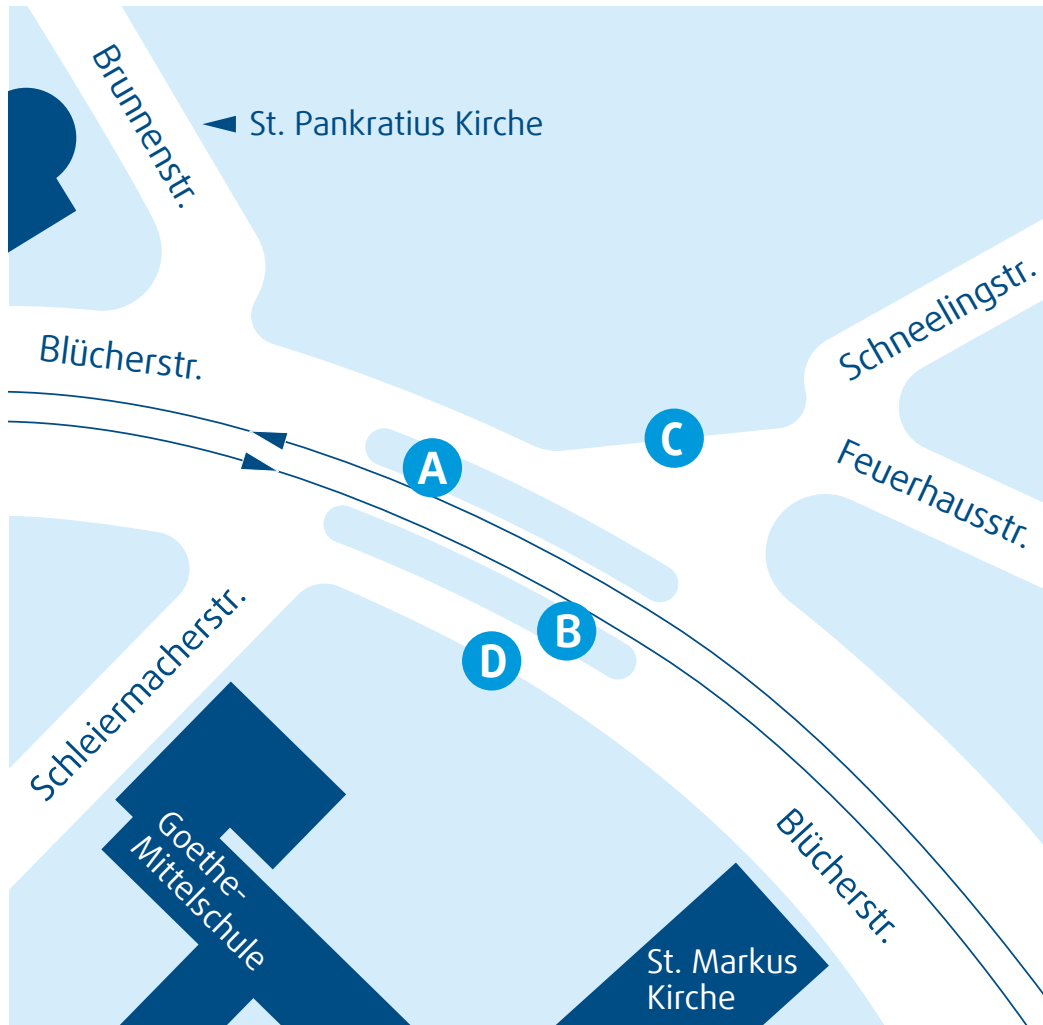 Brunnenstr.
St. Pankratius Kirche
Schneelingstr.
Blücherstr.
A
C
Feuerhausstr.
B
D
Schleiermacherstr.
Goethe-
Mittelschule
Blücherstr.
St. Markus
Kirche